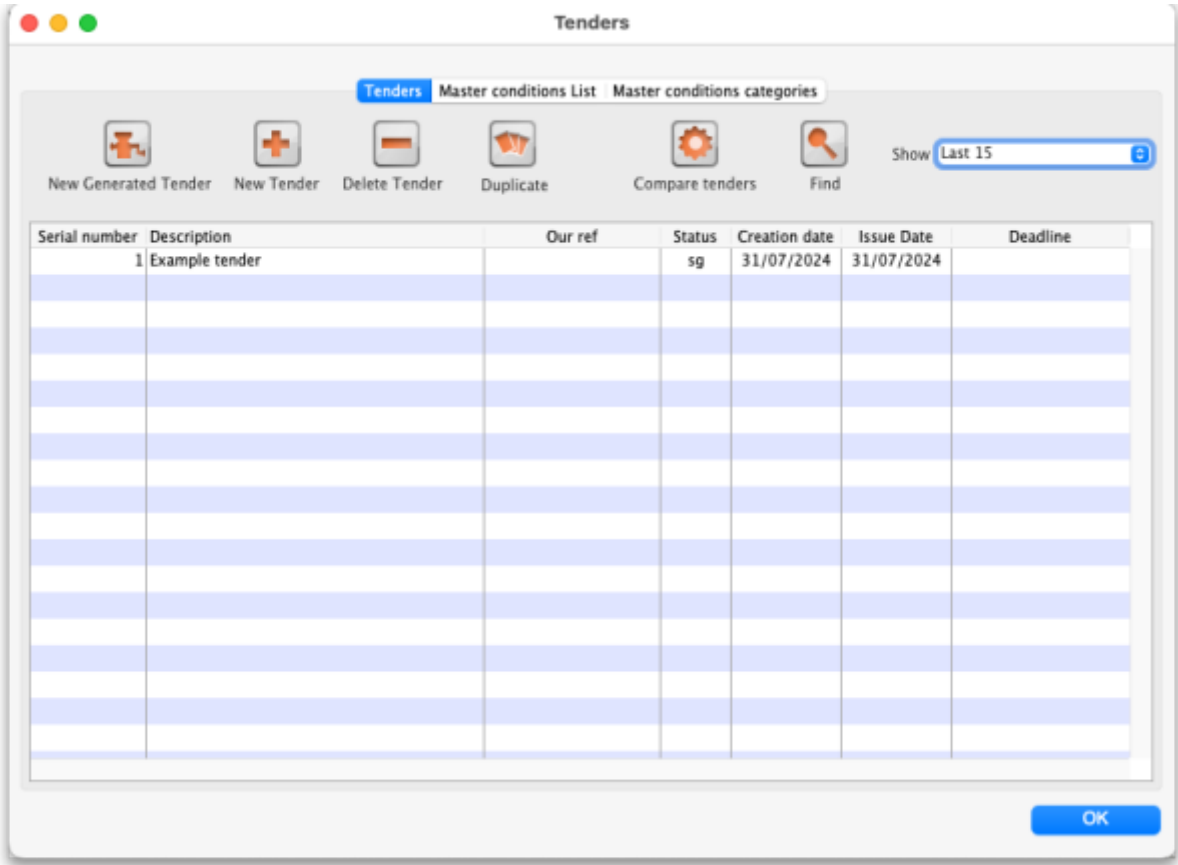 Tenders
Tenders Master conditions List Master conditions categories
Show Last 15
New Generated Tender New Tender Delete Tender Duplicate Compare tenders Find
Serial number Description Our ref Status Creation date Issue Date Deadline
1 Example tender sg 31/07/2024 31/07/2024
OK